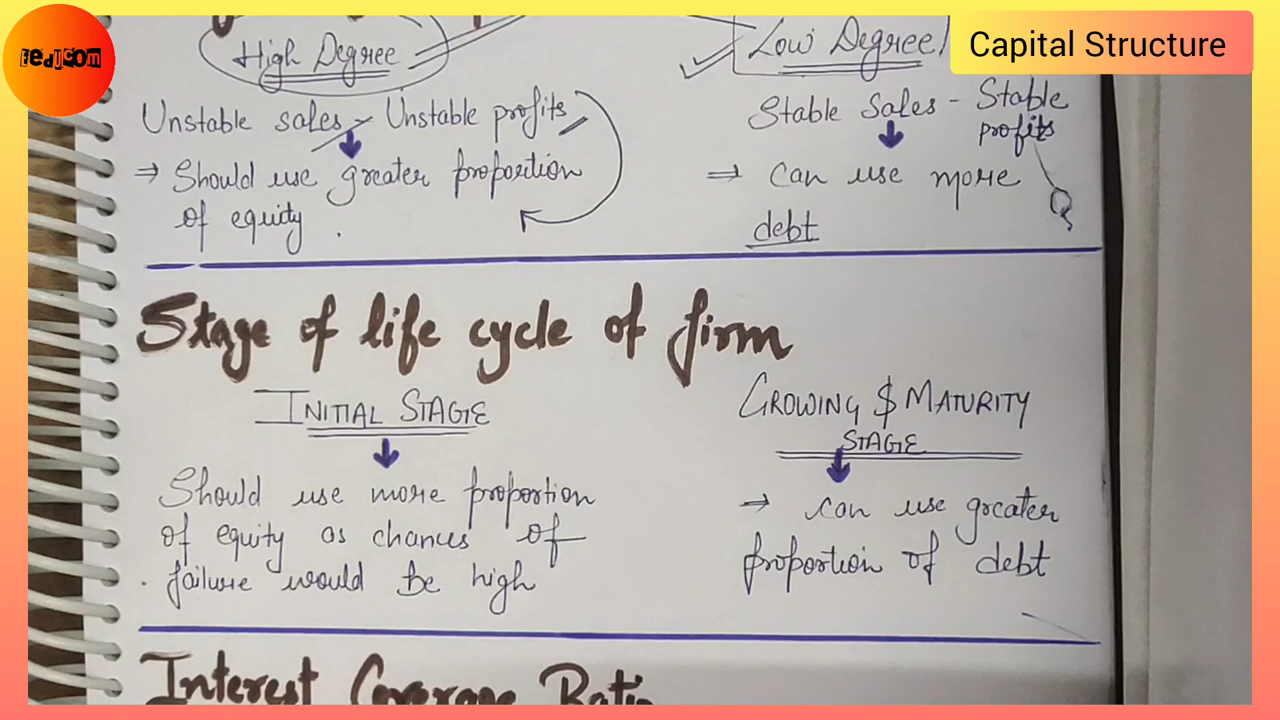 EeduCom
Capital Structure
High Degree
Low Degree
Unstable sales - Unstable profits
⇒ Should use greater proportion
of equity.
Stable Sales - Stable
profits
⇒ Can use more
debt
Stage of life cycle of firm
INITIAL STAGE
Should use more proportion
of equity as chances of
failure would be high
GROWING & MATURITY
STAGE
→ can use greater
proportion of debt
Interest Coverage Ratio